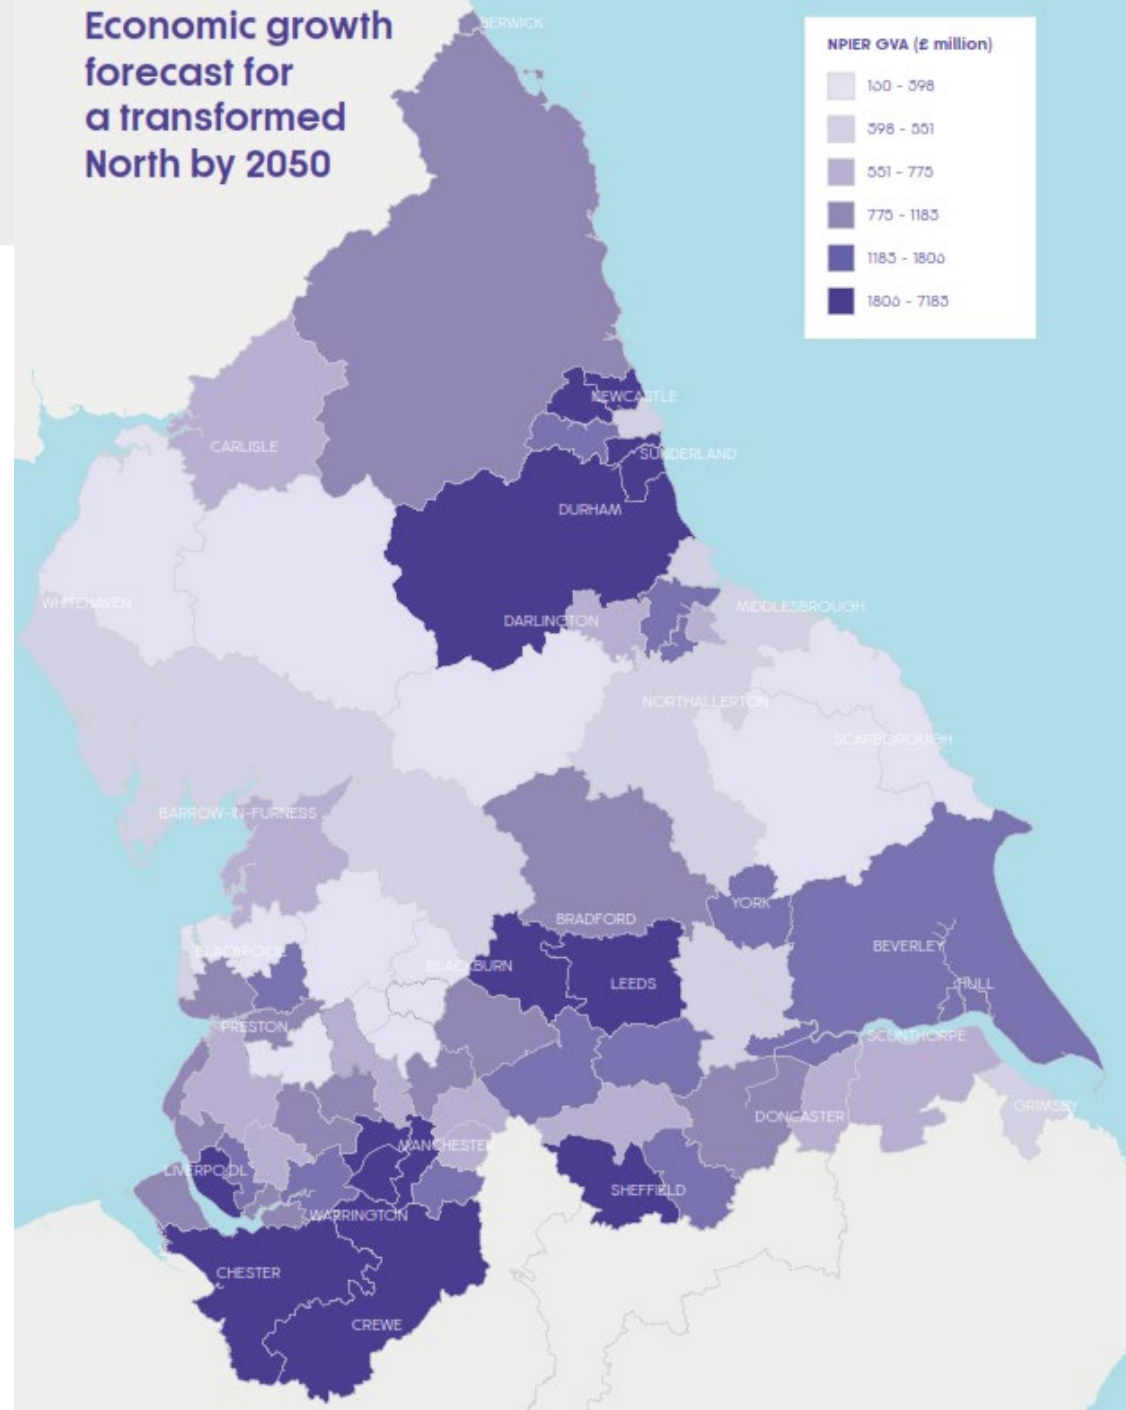 Economic growth
forecast for
a transformed
North by 2050
NPIER GVA (£ million)
160 - 398
398 - 551
551 - 775
775 - 1183
1183 - 1806
1806 - 7183
BERWICK
NEWCASTLE
CARLISLE
SUNDERLAND
DURHAM
WHITEHAVEN
MIDDLESBROUGH
DARLINGTON
NORTHALLERTON
SCARBOROUGH
BARROW-IN-FURNESS
YORK
BRADFORD
BEVERLEY
BLACKPOOL
BLACKBURN
LEEDS
HULL
PRESTON
SCUNTHORPE
GRIMSBY
DONCASTER
MANCHESTER
LIVERPOOL
SHEFFIELD
WARRINGTON
CHESTER
CREWE